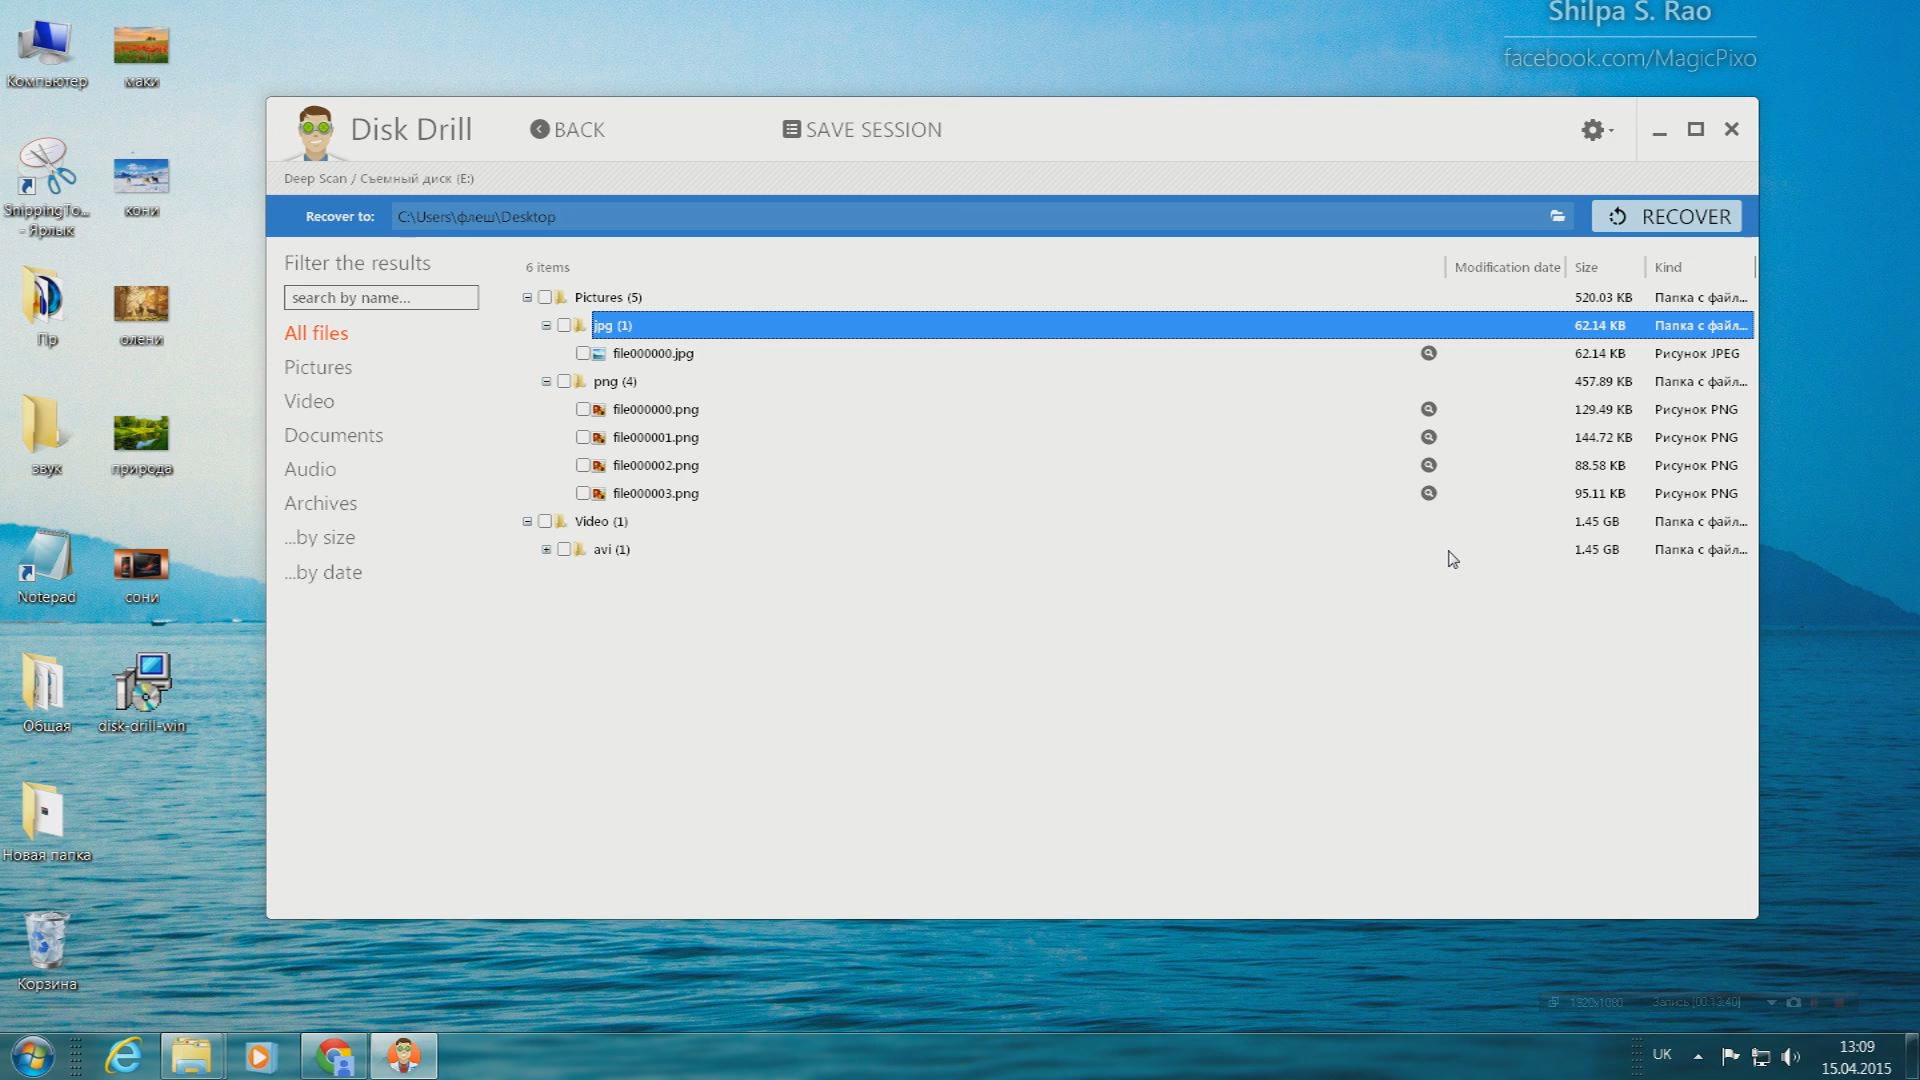 Shilpa S. Rao
facebook.com/MagicPixo
Компьютер
маки
SnippingTo...
- Ярлык
кони
Пр
олени
звук
природа
Notepad
сони
Общая
disk-drill-win
Новая папка
Корзина
Disk Drill
BACK
SAVE SESSION
Deep Scan / Съемный диск (E:)
Recover to:
C:\Users\флеш\Desktop
RECOVER
Filter the results
search by name...
All files
Pictures
Video
Documents
Audio
Archives
...by size
...by date
6 items Modification date Size Kind
Pictures (5) 520.03 KB Папка с файл...
jpg (1) 62.14 KB Папка с файл...
file000000.jpg 62.14 KB Рисунок JPEG
png (4) 457.89 KB Папка с файл...
file000000.png 129.49 KB Рисунок PNG
file000001.png 144.72 KB Рисунок PNG
file000002.png 88.58 KB Рисунок PNG
file000003.png 95.11 KB Рисунок PNG
Video (1) 1.45 GB Папка с файл...
avi (1) 1.45 GB Папка с файл...
1920x1080 Запись [00:13:40]
UK
13:09
15.04.2015